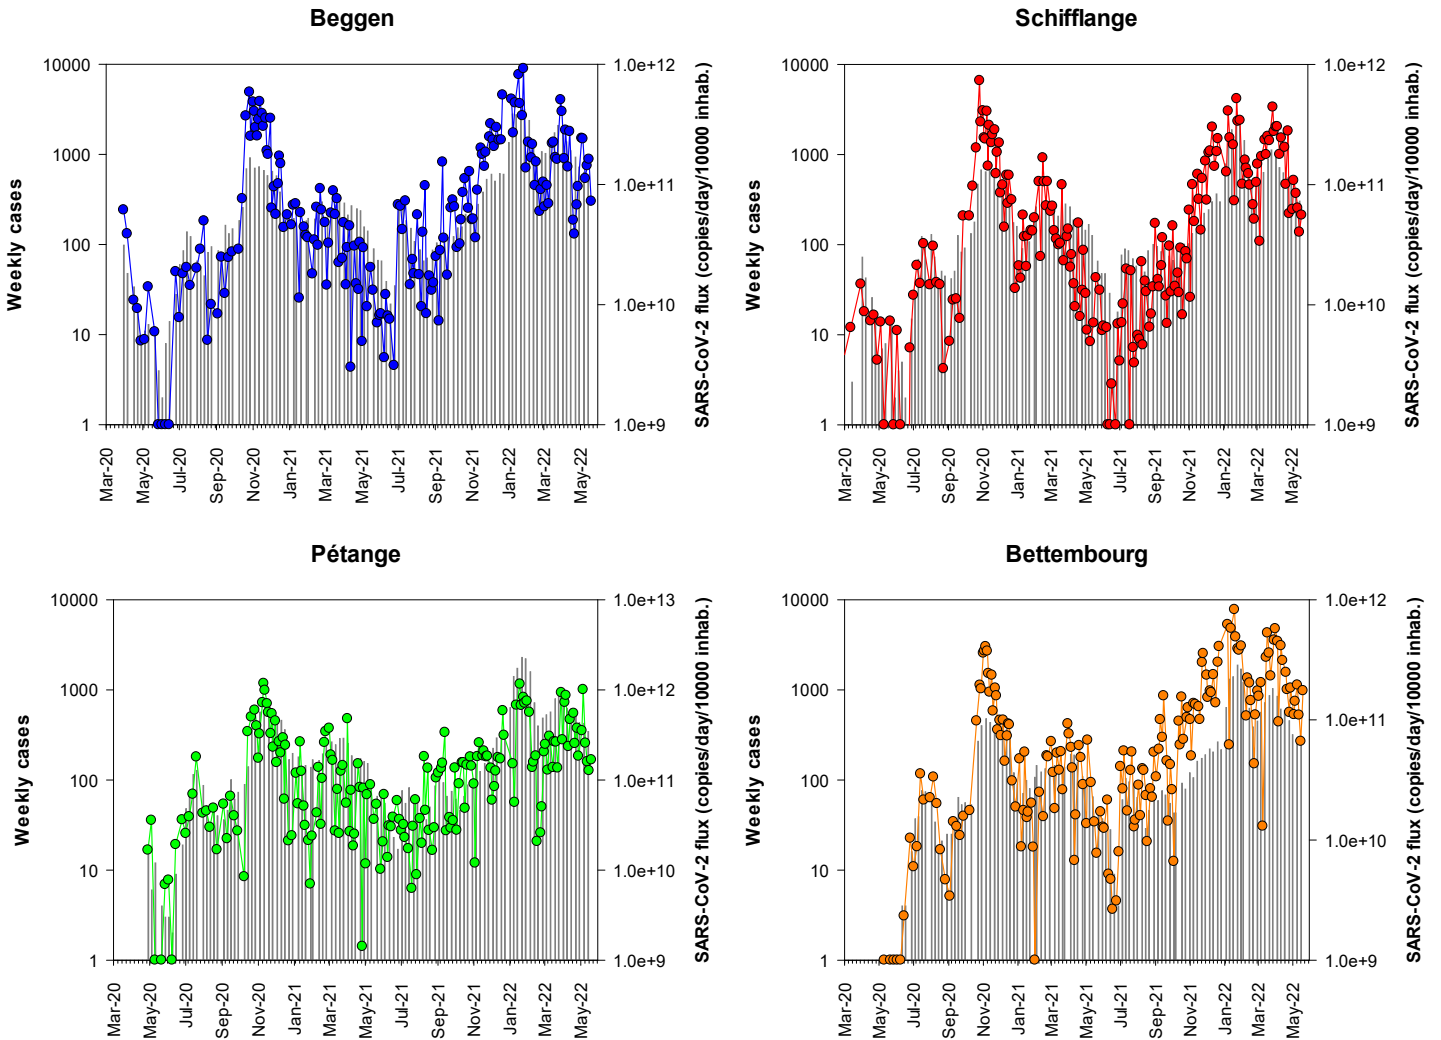 Beggen
10000
1000
100
10
1
Weekly cases
1.0e+12
1.0e+11
1.0e+10
1.0e+9
SARS-CoV-2 flux (copies/day/10000 inhab.)
Mar-20
May-20
Jul-20
Sep-20
Nov-20
Jan-21
Mar-21
May-21
Jul-21
Sep-21
Nov-21
Jan-22
Mar-22
May-22
Schifflange
10000
1000
100
10
1
Weekly cases
1.0e+12
1.0e+11
1.0e+10
1.0e+9
SARS-CoV-2 flux (copies/day/10000 inhab.)
Mar-20
May-20
Jul-20
Sep-20
Nov-20
Jan-21
Mar-21
May-21
Jul-21
Sep-21
Nov-21
Jan-22
Mar-22
May-22
Pétange
10000
1000
100
10
1
Weekly cases
1.0e+13
1.0e+12
1.0e+11
1.0e+10
1.0e+9
SARS-CoV-2 flux (copies/day/10000 inhab.)
Mar-20
May-20
Jul-20
Sep-20
Nov-20
Jan-21
Mar-21
May-21
Jul-21
Sep-21
Nov-21
Jan-22
Mar-22
May-22
Bettembourg
10000
1000
100
10
1
Weekly cases
1.0e+12
1.0e+11
1.0e+10
1.0e+9
SARS-CoV-2 flux (copies/day/10000 inhab.)
Mar-20
May-20
Jul-20
Sep-20
Nov-20
Jan-21
Mar-21
May-21
Jul-21
Sep-21
Nov-21
Jan-22
Mar-22
May-22